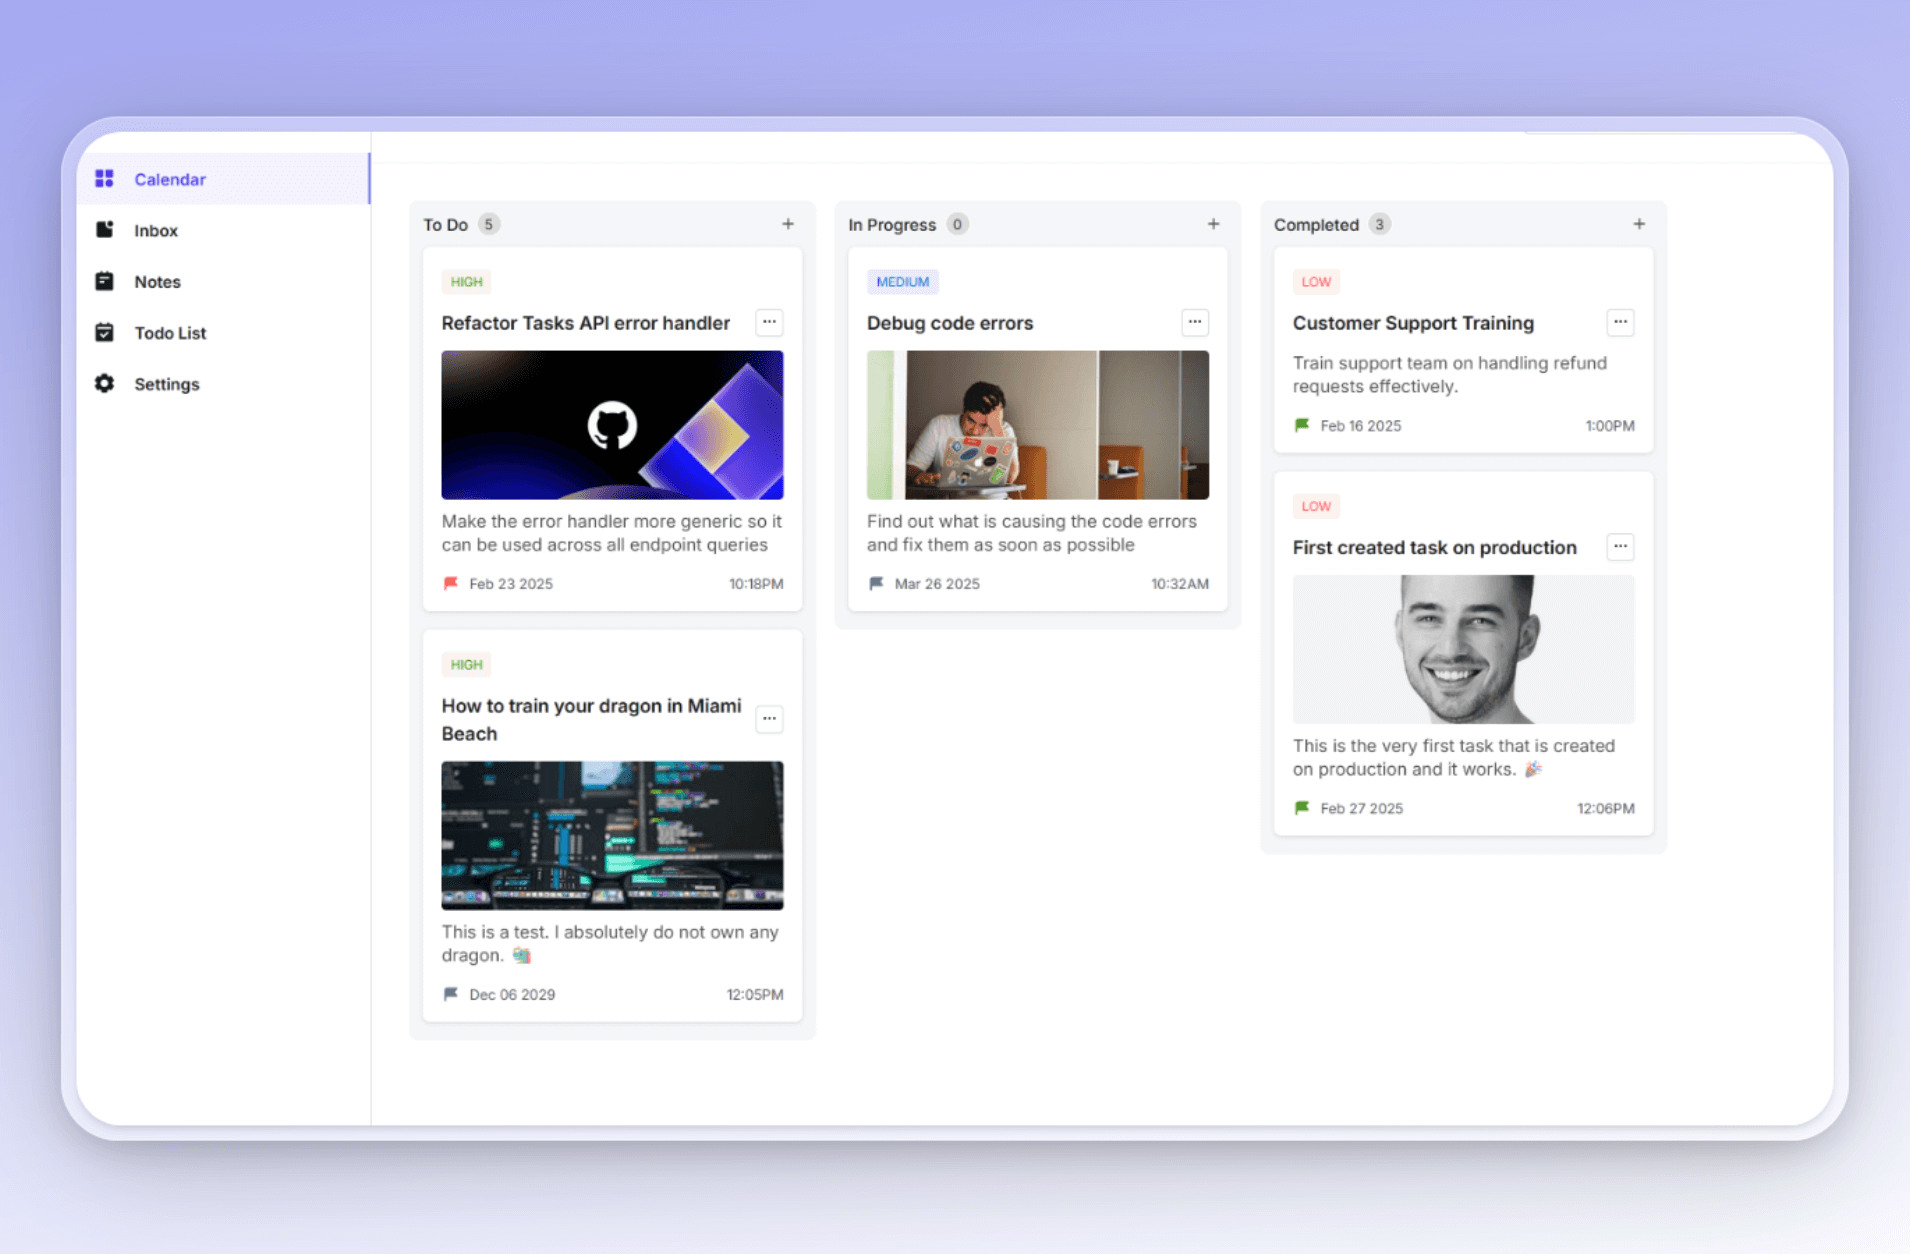 Calendar
Inbox
Notes
Todo List
Settings
To Do 5 +
HIGH
Refactor Tasks API error handler ...
Make the error handler more generic so it
can be used across all endpoint queries
Feb 23 2025 10:18PM
HIGH
How to train your dragon in Miami
Beach ...
This is a test. I absolutely do not own any
dragon.
Dec 06 2029 12:05PM
In Progress 0 +
MEDIUM
Debug code errors ...
Find out what is causing the code errors
and fix them as soon as possible
Mar 26 2025 10:32AM
Completed 3 +
LOW
Customer Support Training ...
Train support team on handling refund
requests effectively.
Feb 16 2025 1:00PM
LOW
First created task on production ...
This is the very first task that is created
on production and it works. 🎉
Feb 27 2025 12:06PM